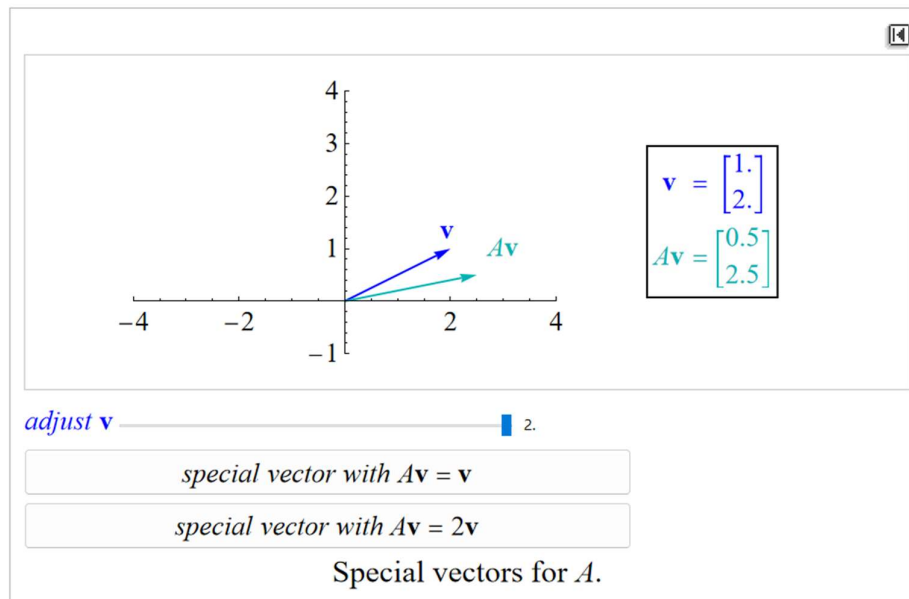 4
3
2
1
−1
−4
−2
2
4
v
Av
v = [1. 2.]
Av = [0.5 2.5]
adjust v 2.
special vector with Av = v
special vector with Av = 2v
Special vectors for A.